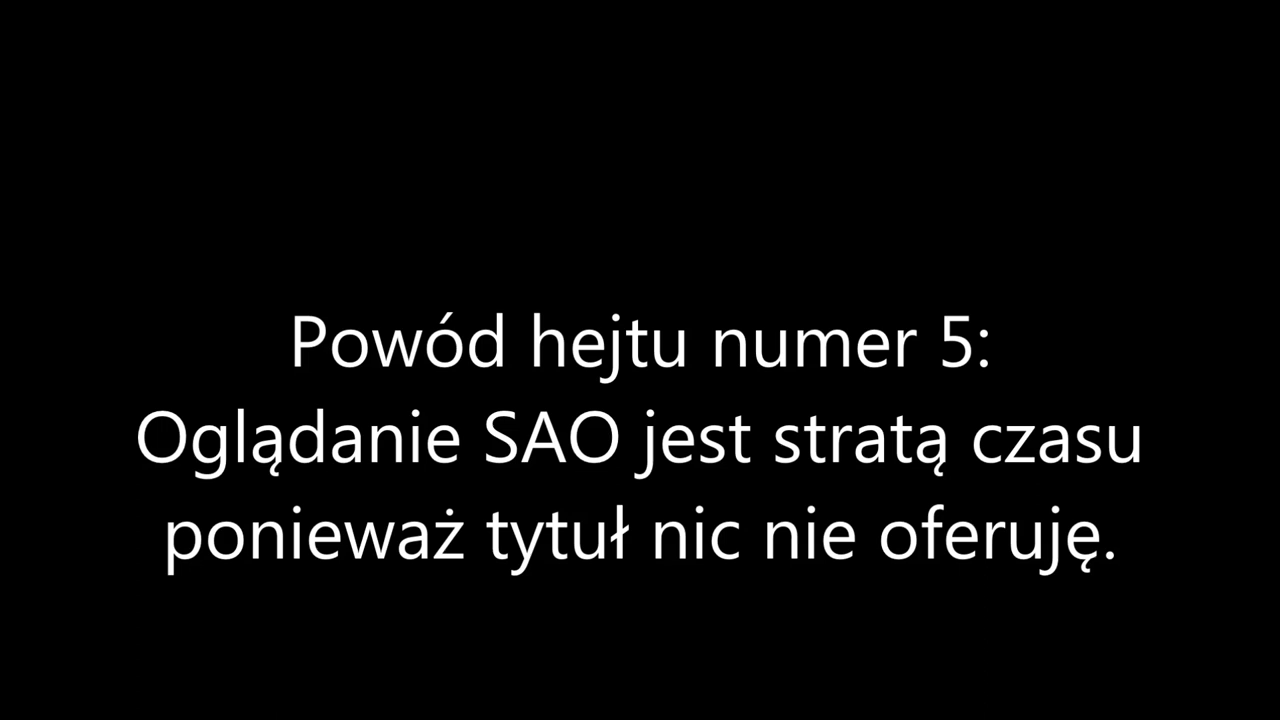 Powód hejtu numer 5:
Oglądanie SAO jest stratą czasu
ponieważ tytuł nic nie oferuję.